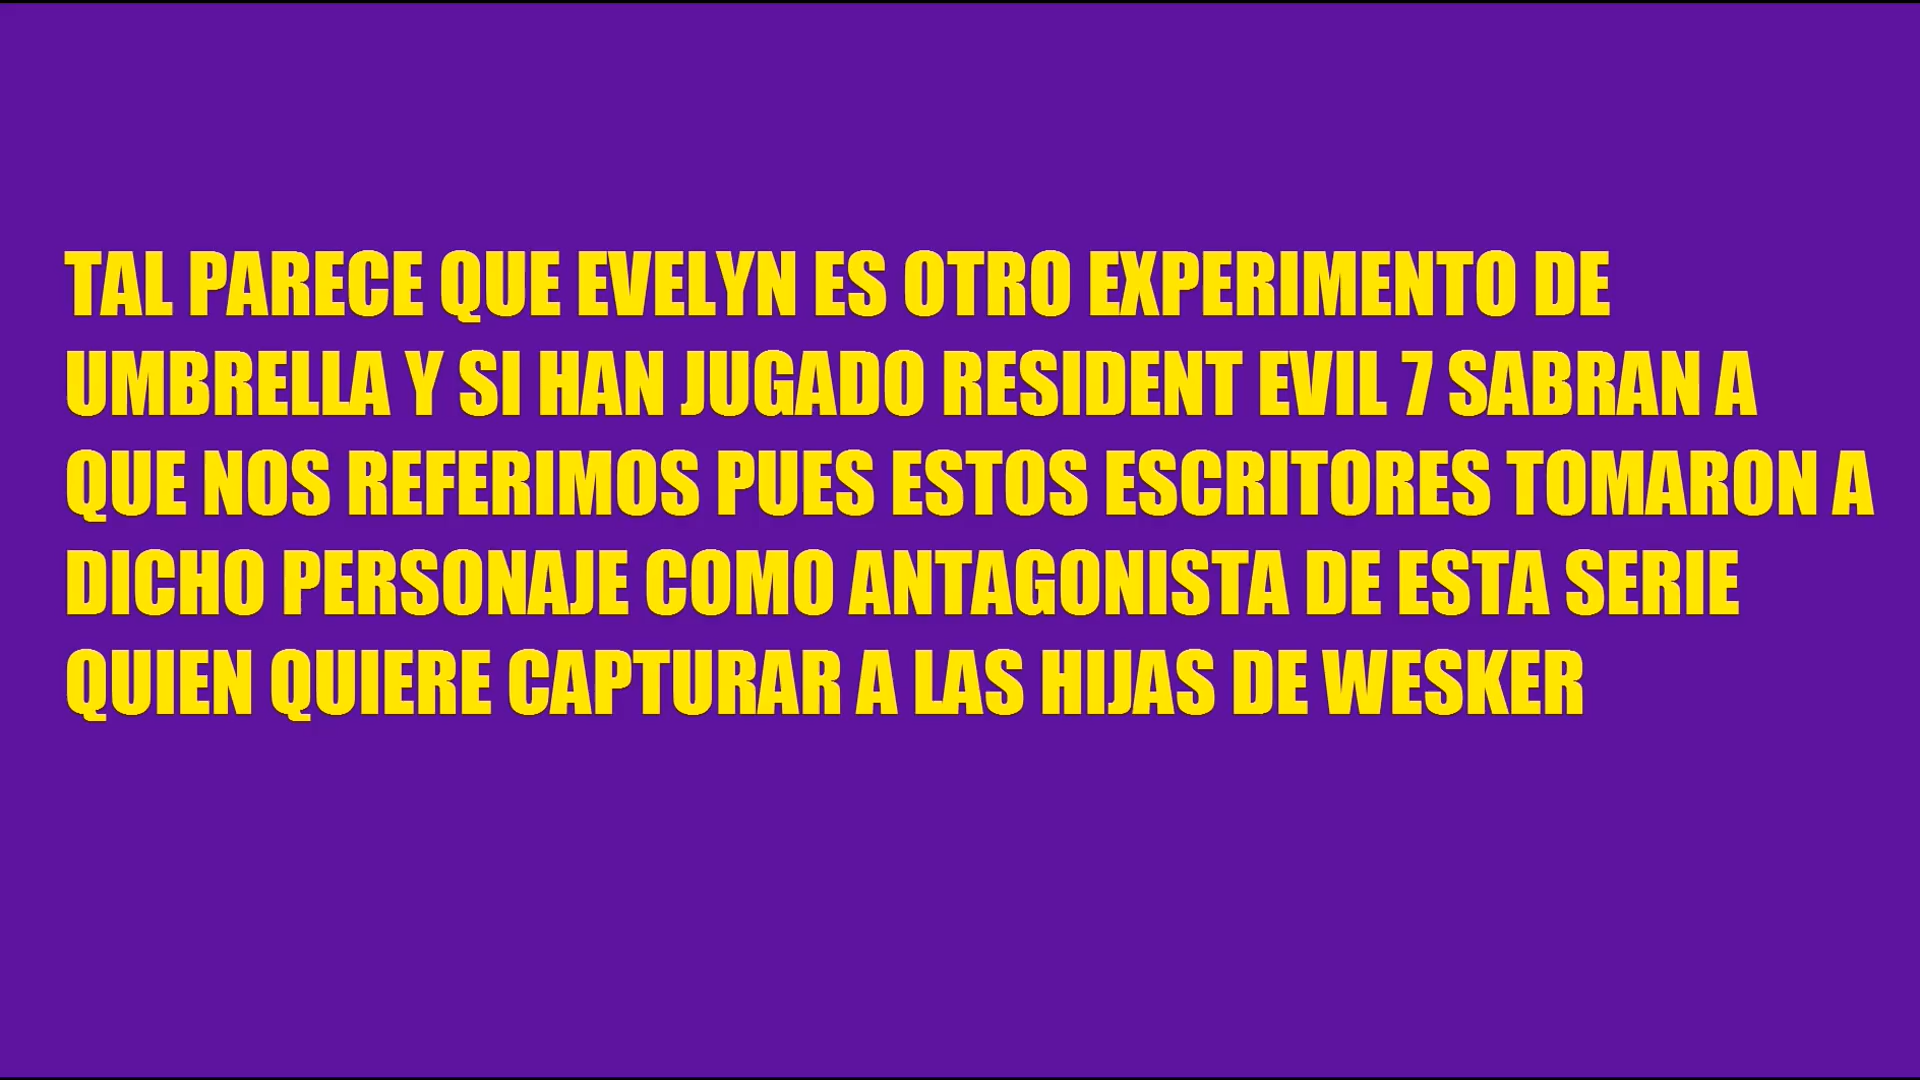 TAL PARECE QUE EVELYN ES OTRO EXPERIMENTO DE
UMBRELLA Y SI HAN JUGADO RESIDENT EVIL 7 SABRAN A
QUE NOS REFERIMOS PUES ESTOS ESCRITORES TOMARON A
DICHO PERSONAJE COMO ANTAGONISTA DE ESTA SERIE
QUIEN QUIERE CAPTURAR A LAS HIJAS DE WESKER